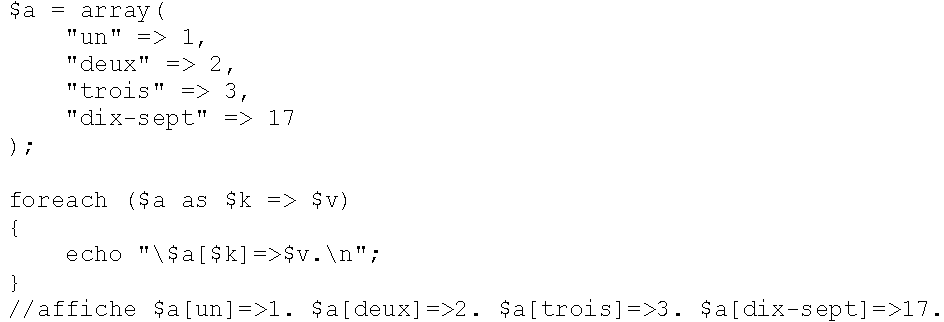 $a = array(
    "un" => 1,
    "deux" => 2,
    "trois" => 3,
    "dix-sept" => 17
);

foreach ($a as $k => $v)
{
    echo "\$a[$k]=>$v.\n";
}
//affiche $a[un]=>1. $a[deux]=>2. $a[trois]=>3. $a[dix-sept]=>17.